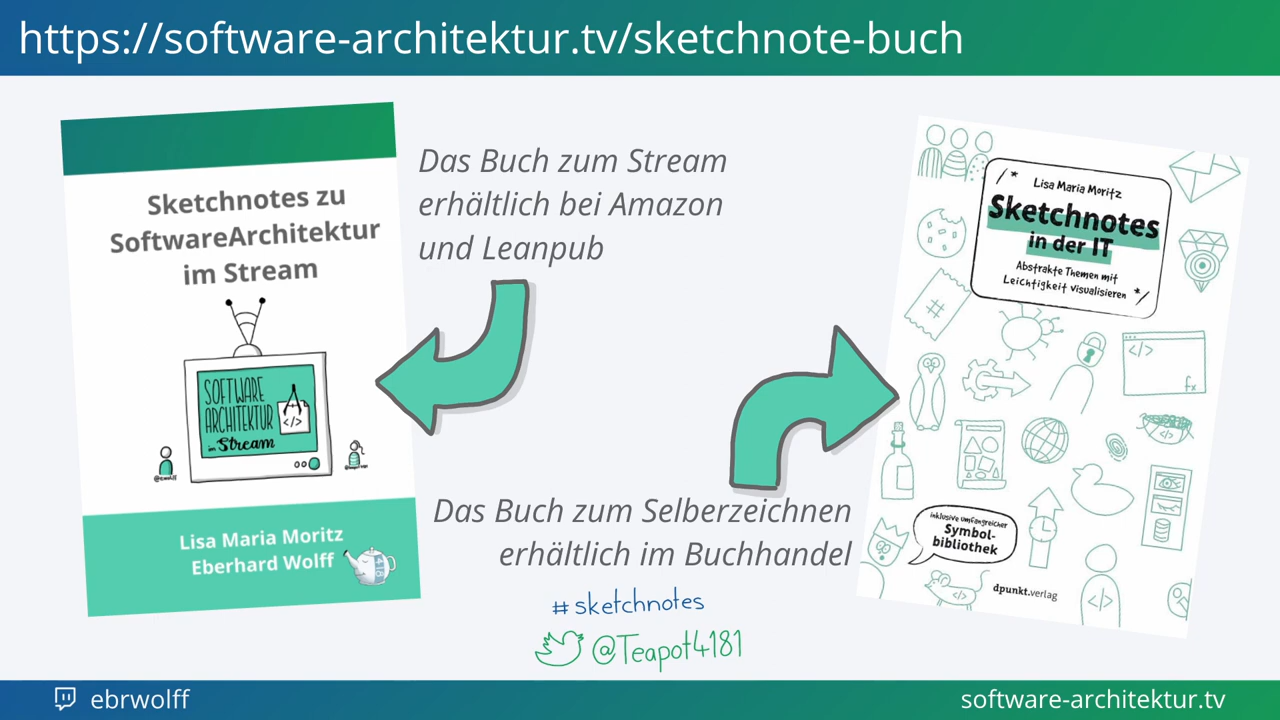 https://software-architektur.tv/sketchnote-buch
Sketchnotes zu
SoftwareArchitektur
im Stream
SOFTWARE
ARCHITEKTUR
im Stream
</>
@ewolff
Lisa Maria Moritz
Eberhard Wolff
Das Buch zum Stream
erhältlich bei Amazon
und Leanpub
Das Buch zum Selberzeichnen
erhältlich im Buchhandel
#sketchnotes
@Teapot4181
/*
Lisa Maria Moritz
Sketchnotes
in der IT
Abstrakte Themen mit
Leichtigkeit visualisieren
*/
#
</>
fx
</>
inklusive umfangreicher
Symbol-
bibliothek
</>
dpunkt.verlag
ebrwolff
software-architektur.tv